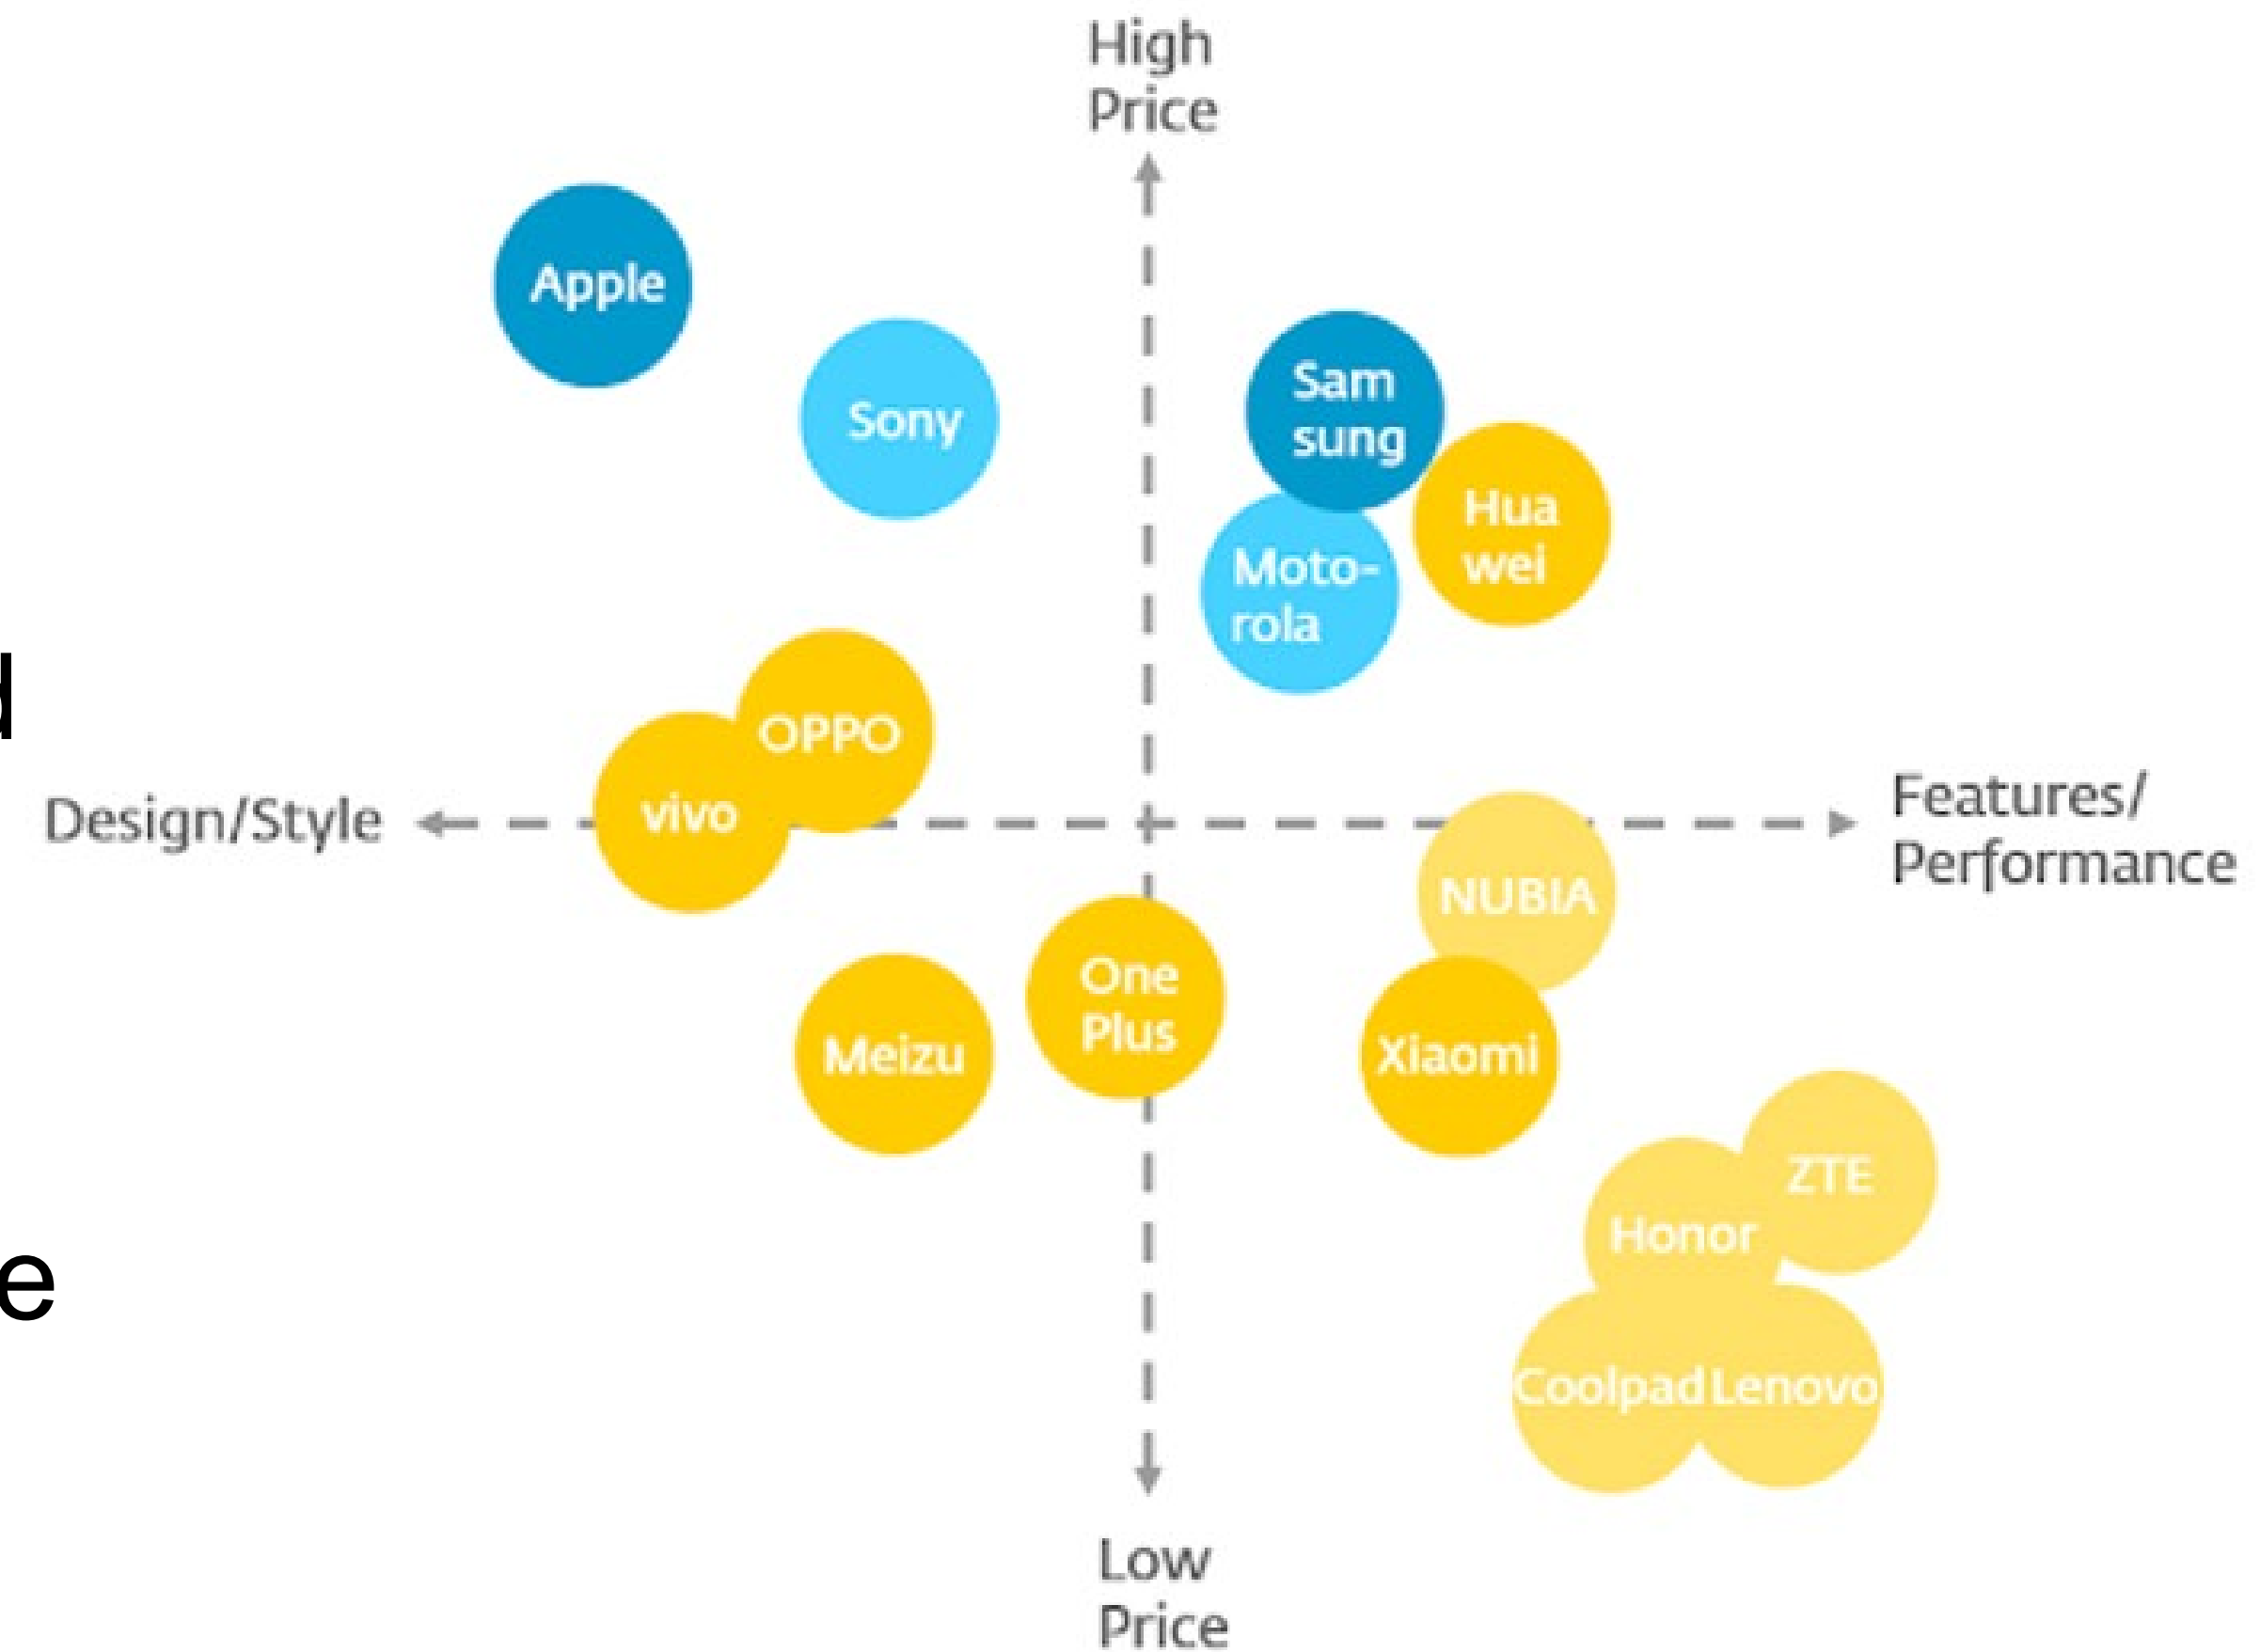 High
Price
Apple
Sony
Sam
sung
Hua
wei
Moto-
rola
d
OPPO
vivo
Design/Style
Features/
Performance
NUBIA
One
Plus
Meizu
Xiaomi
ZTE
Honor
e
Coolpad
Lenovo
Low
Price